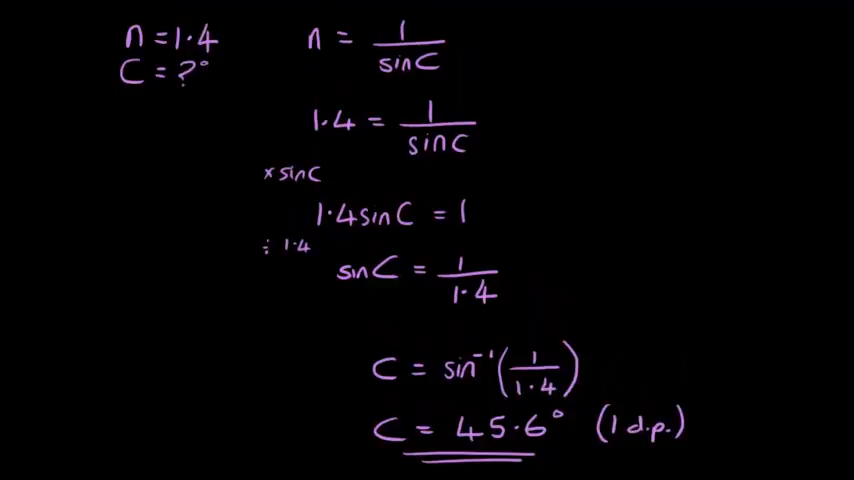 n = 1·4
C = ?°
n = 1/sinC
1·4 = 1/sinC
× sinC
1·4sinC = 1
÷ 1·4
sinC = 1/1·4
C = sin⁻¹(1/1·4)
C = 45·6° (1 d.p.)